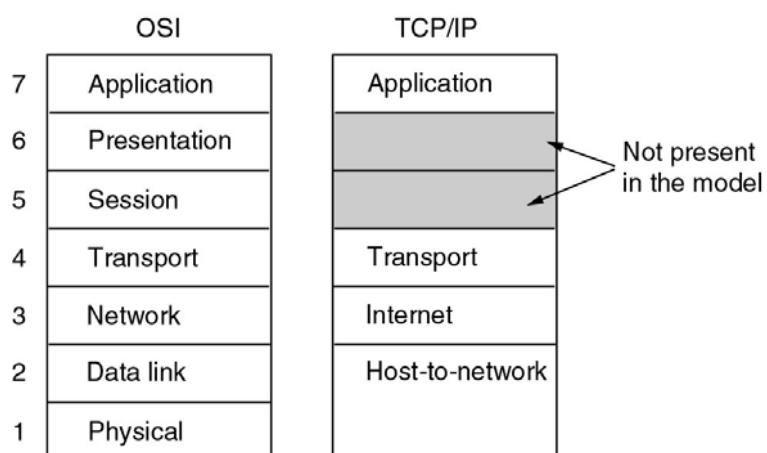 OSI
TCP/IP
7
Application
Application
6
Presentation
5
Session
Not present
in the model
4
Transport
Transport
3
Network
Internet
2
Data link
Host-to-network
1
Physical